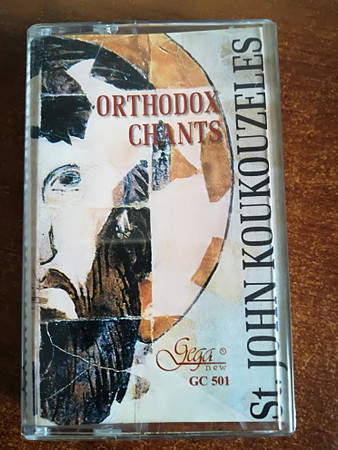 ORTHODOX
CHANTS
St. JOHN KOUKOUZELES
Gega ®
new
GC 501